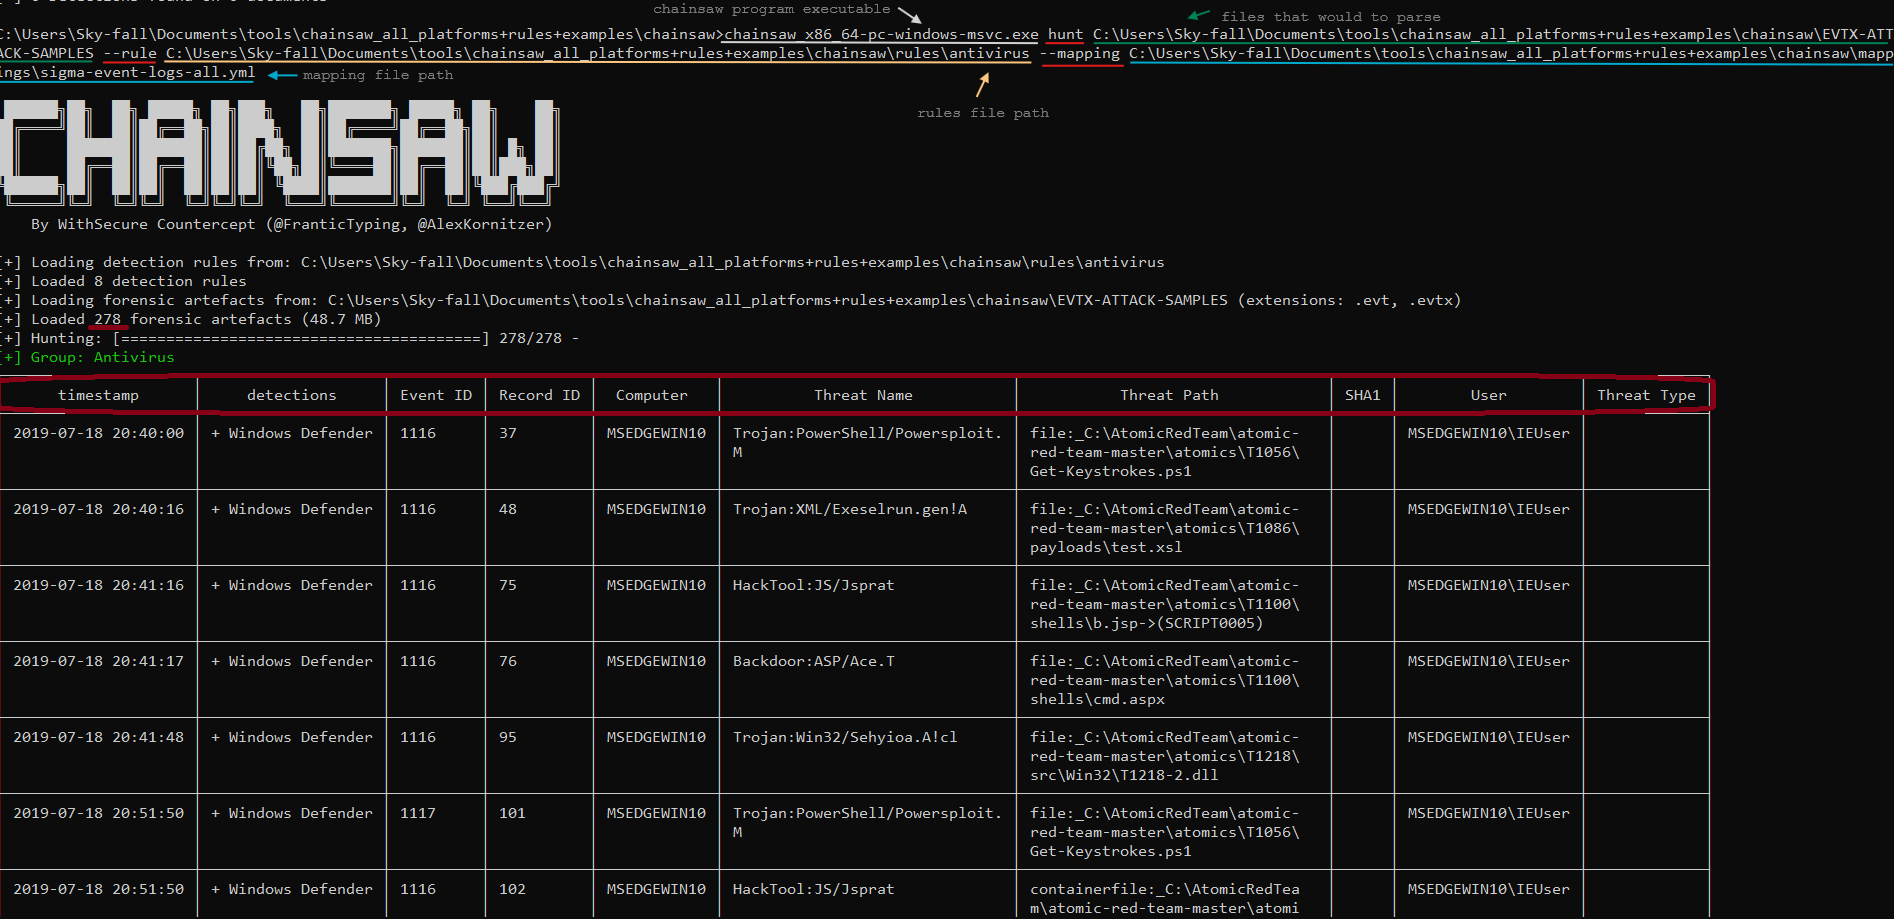 [+] 0 Detections found on 0 documents
chainsaw program executable
files that would to parse
C:\Users\Sky-fall\Documents\tools\chainsaw_all_platforms+rules+examples\chainsaw>chainsaw_x86_64-pc-windows-msvc.exe hunt C:\Users\Sky-fall\Documents\tools\chainsaw_all_platforms+rules+examples\chainsaw\EVTX-ATT
ACK-SAMPLES --rule C:\Users\Sky-fall\Documents\tools\chainsaw_all_platforms+rules+examples\chainsaw\rules\antivirus --mapping C:\Users\Sky-fall\Documents\tools\chainsaw_all_platforms+rules+examples\chainsaw\mapp
ings\sigma-event-logs-all.yml
mapping file path
rules file path
CHAINSAW
By WithSecure Countercept (@FranticTyping, @AlexKornitzer)
[+] Loading detection rules from: C:\Users\Sky-fall\Documents\tools\chainsaw_all_platforms+rules+examples\chainsaw\rules\antivirus
[+] Loaded 8 detection rules
[+] Loading forensic artefacts from: C:\Users\Sky-fall\Documents\tools\chainsaw_all_platforms+rules+examples\chainsaw\EVTX-ATTACK-SAMPLES (extensions: .evt, .evtx)
[+] Loaded 278 forensic artefacts (48.7 MB)
[+] Hunting: [========================================] 278/278 -
[+] Group: Antivirus
timestamp detections Event ID Record ID Computer Threat Name Threat Path SHA1 User Threat Type
2019-07-18 20:40:00 + Windows Defender 1116 37 MSEDGEWIN10 Trojan:PowerShell/Powersploit. file:_C:\AtomicRedTeam\atomic- MSEDGEWIN10\IEUser
M red-team-master\atomics\T1056\
Get-Keystrokes.ps1
2019-07-18 20:40:16 + Windows Defender 1116 48 MSEDGEWIN10 Trojan:XML/Exeselrun.gen!A file:_C:\AtomicRedTeam\atomic- MSEDGEWIN10\IEUser
red-team-master\atomics\T1086\
payloads\test.xsl
2019-07-18 20:41:16 + Windows Defender 1116 75 MSEDGEWIN10 HackTool:JS/Jsprat file:_C:\AtomicRedTeam\atomic- MSEDGEWIN10\IEUser
red-team-master\atomics\T1100\
shells\b.jsp->(SCRIPT0005)
2019-07-18 20:41:17 + Windows Defender 1116 76 MSEDGEWIN10 Backdoor:ASP/Ace.T file:_C:\AtomicRedTeam\atomic- MSEDGEWIN10\IEUser
red-team-master\atomics\T1100\
shells\cmd.aspx
2019-07-18 20:41:48 + Windows Defender 1116 95 MSEDGEWIN10 Trojan:Win32/Sehyioa.A!cl file:_C:\AtomicRedTeam\atomic- MSEDGEWIN10\IEUser
red-team-master\atomics\T1218\
src\Win32\T1218-2.dll
2019-07-18 20:51:50 + Windows Defender 1117 101 MSEDGEWIN10 Trojan:PowerShell/Powersploit. file:_C:\AtomicRedTeam\atomic- MSEDGEWIN10\IEUser
M red-team-master\atomics\T1056\
Get-Keystrokes.ps1
2019-07-18 20:51:50 + Windows Defender 1116 102 MSEDGEWIN10 HackTool:JS/Jsprat containerfile:_C:\AtomicRedTea MSEDGEWIN10\IEUser
m\atomic-red-team-master\atomi